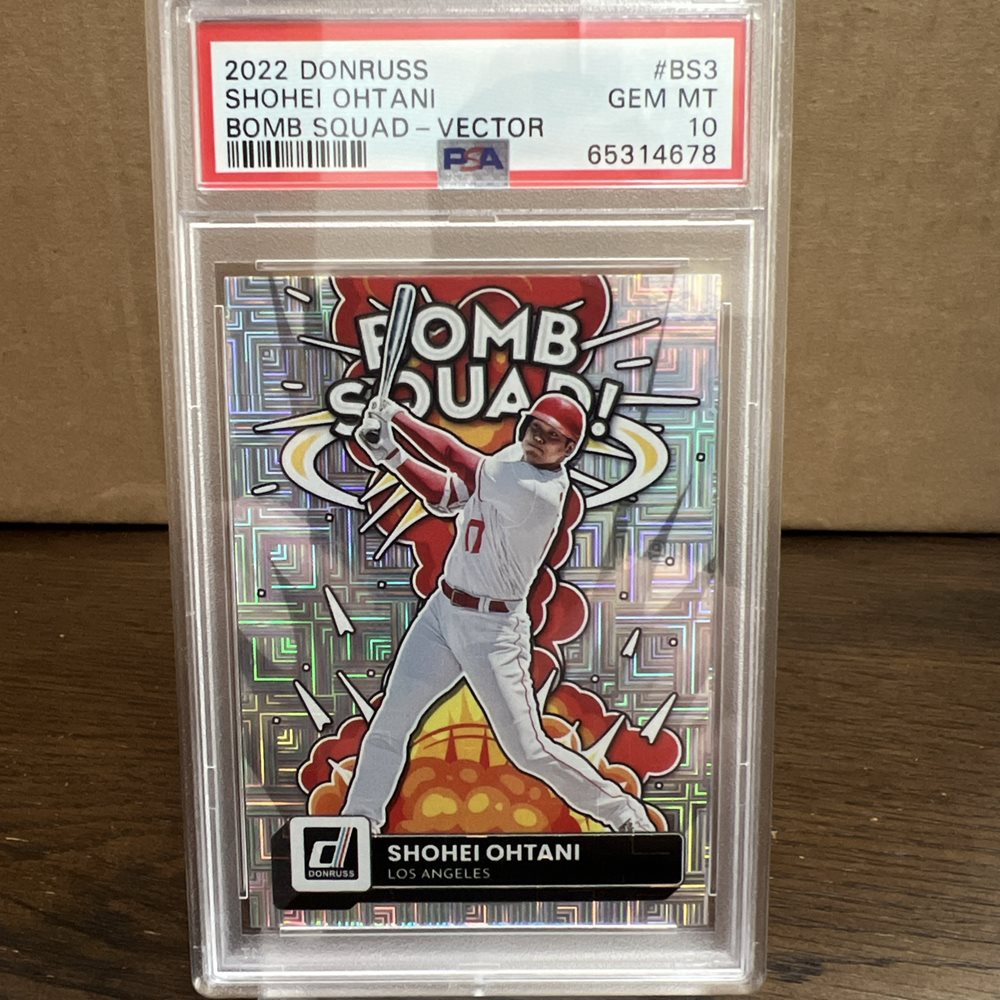 2022 DONRUSS #BS3
SHOHEI OHTANI GEM MT
BOMB SQUAD - VECTOR 10
PSA 65314678
BOMB
SQUAD!
17
SHOHEI OHTANI
DONRUSS LOS ANGELES